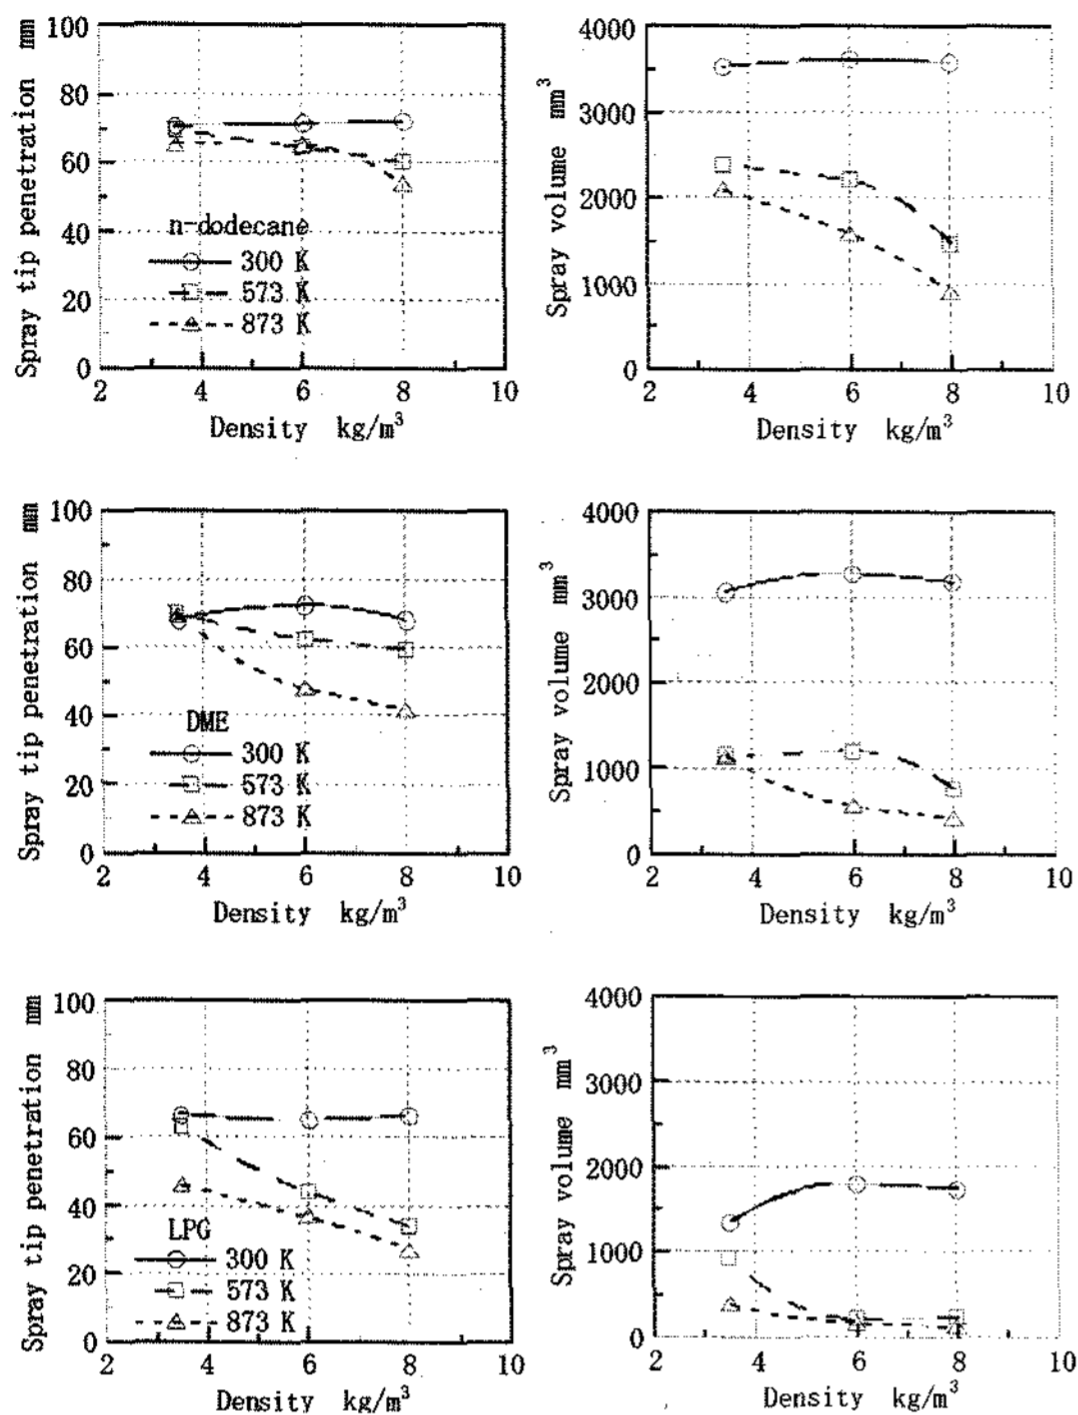 Spray tip penetration mm
100
80
60
40
20
0
n-dodecane
300 K
573 K
873 K
2 4 6 8 10
Density kg/m³
Spray volume mm³
4000
3000
2000
1000
0
2 4 6 8 10
Density kg/m³
Spray tip penetration mm
100
80
60
40
20
0
DME
300 K
573 K
873 K
2 4 6 8 10
Density kg/m³
Spray volume mm³
4000
3000
2000
1000
0
2 4 6 8 10
Density kg/m³
Spray tip penetration mm
100
80
60
40
20
0
LPG
300 K
573 K
873 K
2 4 6 8 10
Density kg/m³
Spray volume mm³
4000
3000
2000
1000
0
2 4 6 8 10
Density kg/m³